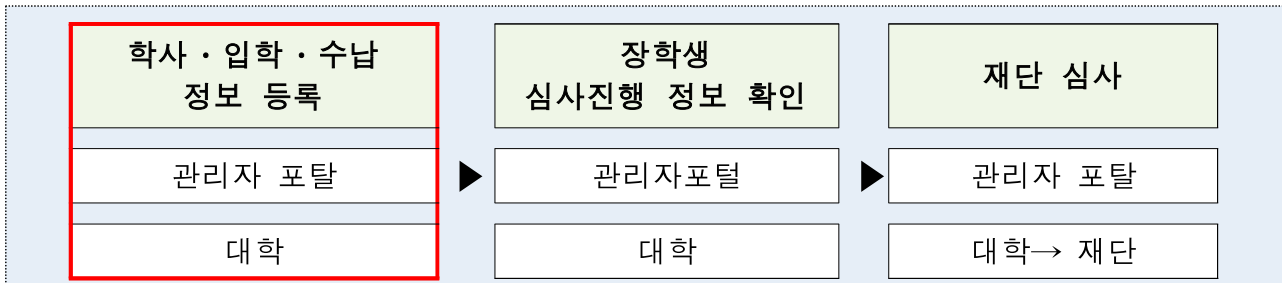 학사·입학·수납
정보 등록
장학생
심사진행 정보 확인
재단 심사
관리자 포탈
▶
관리자포털
▶
관리자 포탈
대학
대학
대학→ 재단